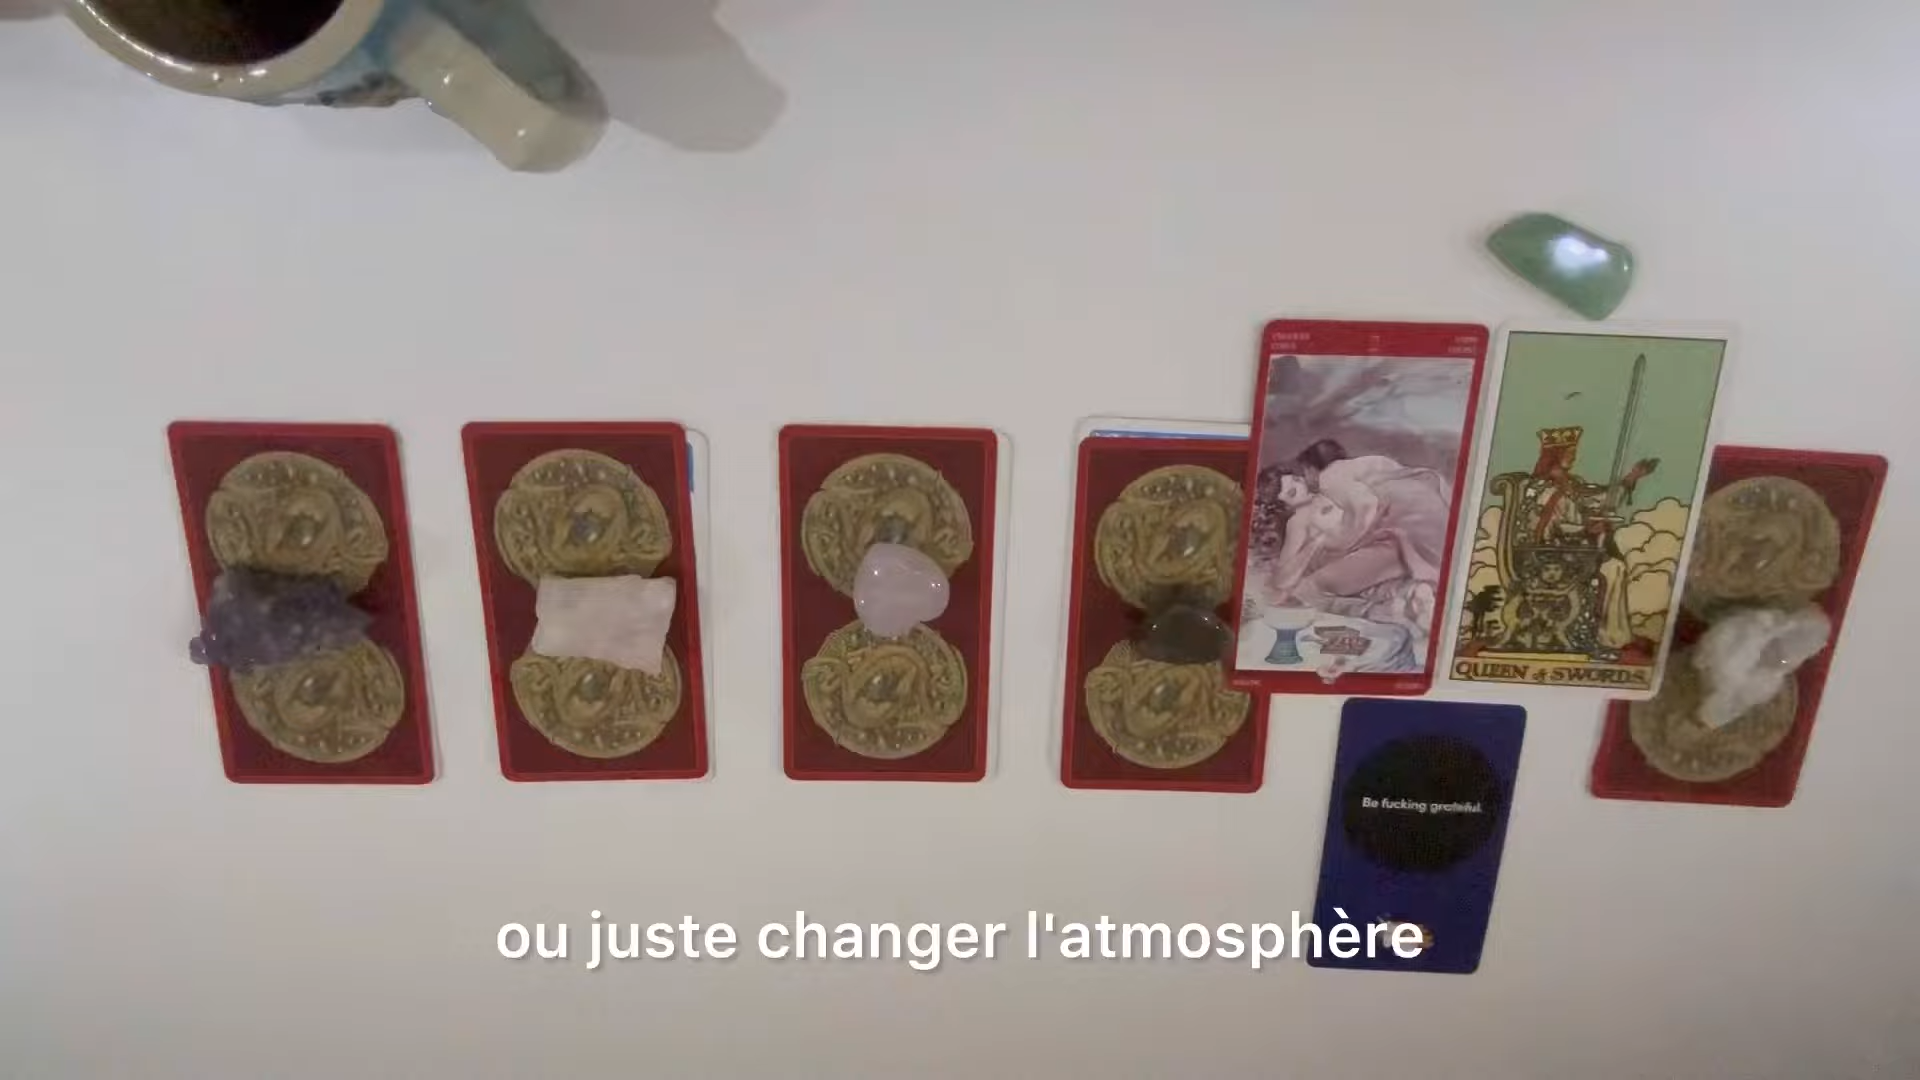 QUEEN of SWORDS.
Be fucking grateful.
ou juste changer l'atmosphère